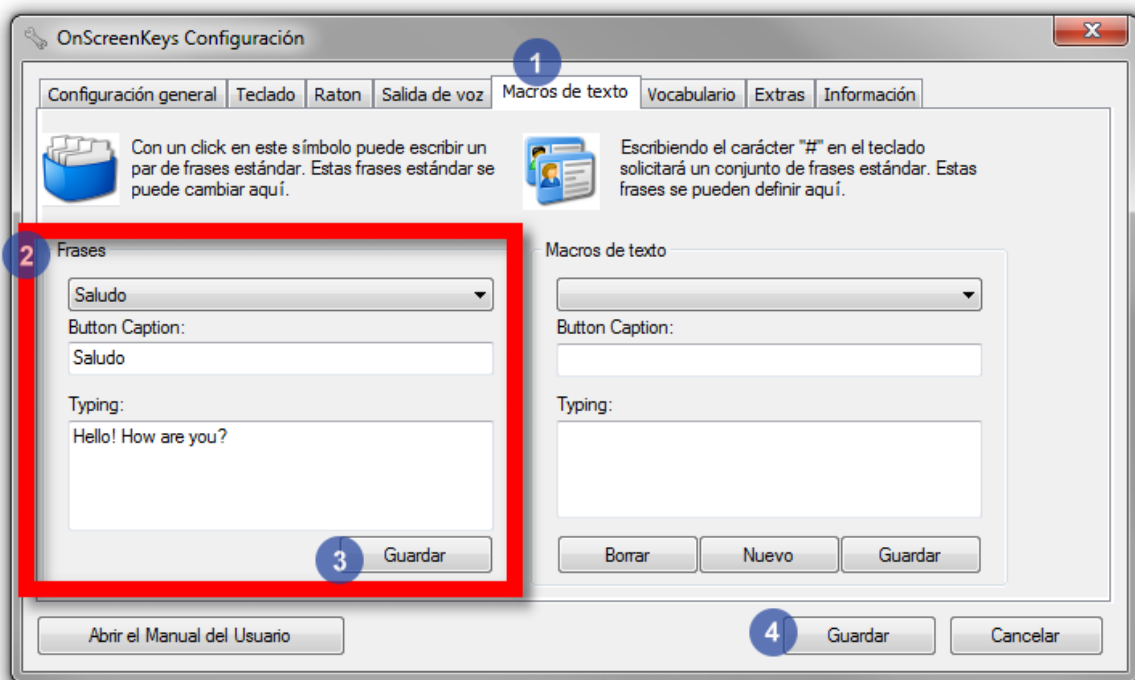 OnScreenKeys Configuración
1
Configuración general Teclado Raton Salida de voz Macros de texto Vocabulario Extras Información
Con un click en este símbolo puede escribir un
par de frases estándar. Estas frases estándar se
puede cambiar aquí.
Escribiendo el carácter "#" en el teclado
solicitará un conjunto de frases estándar. Estas
frases se pueden definir aquí.
2
Frases
Saludo
Button Caption:
Saludo
Typing:
Hello! How are you?
3
Guardar
Macros de texto
Button Caption:
Typing:
Borrar Nuevo Guardar
Abrir el Manual del Usuario
4
Guardar Cancelar